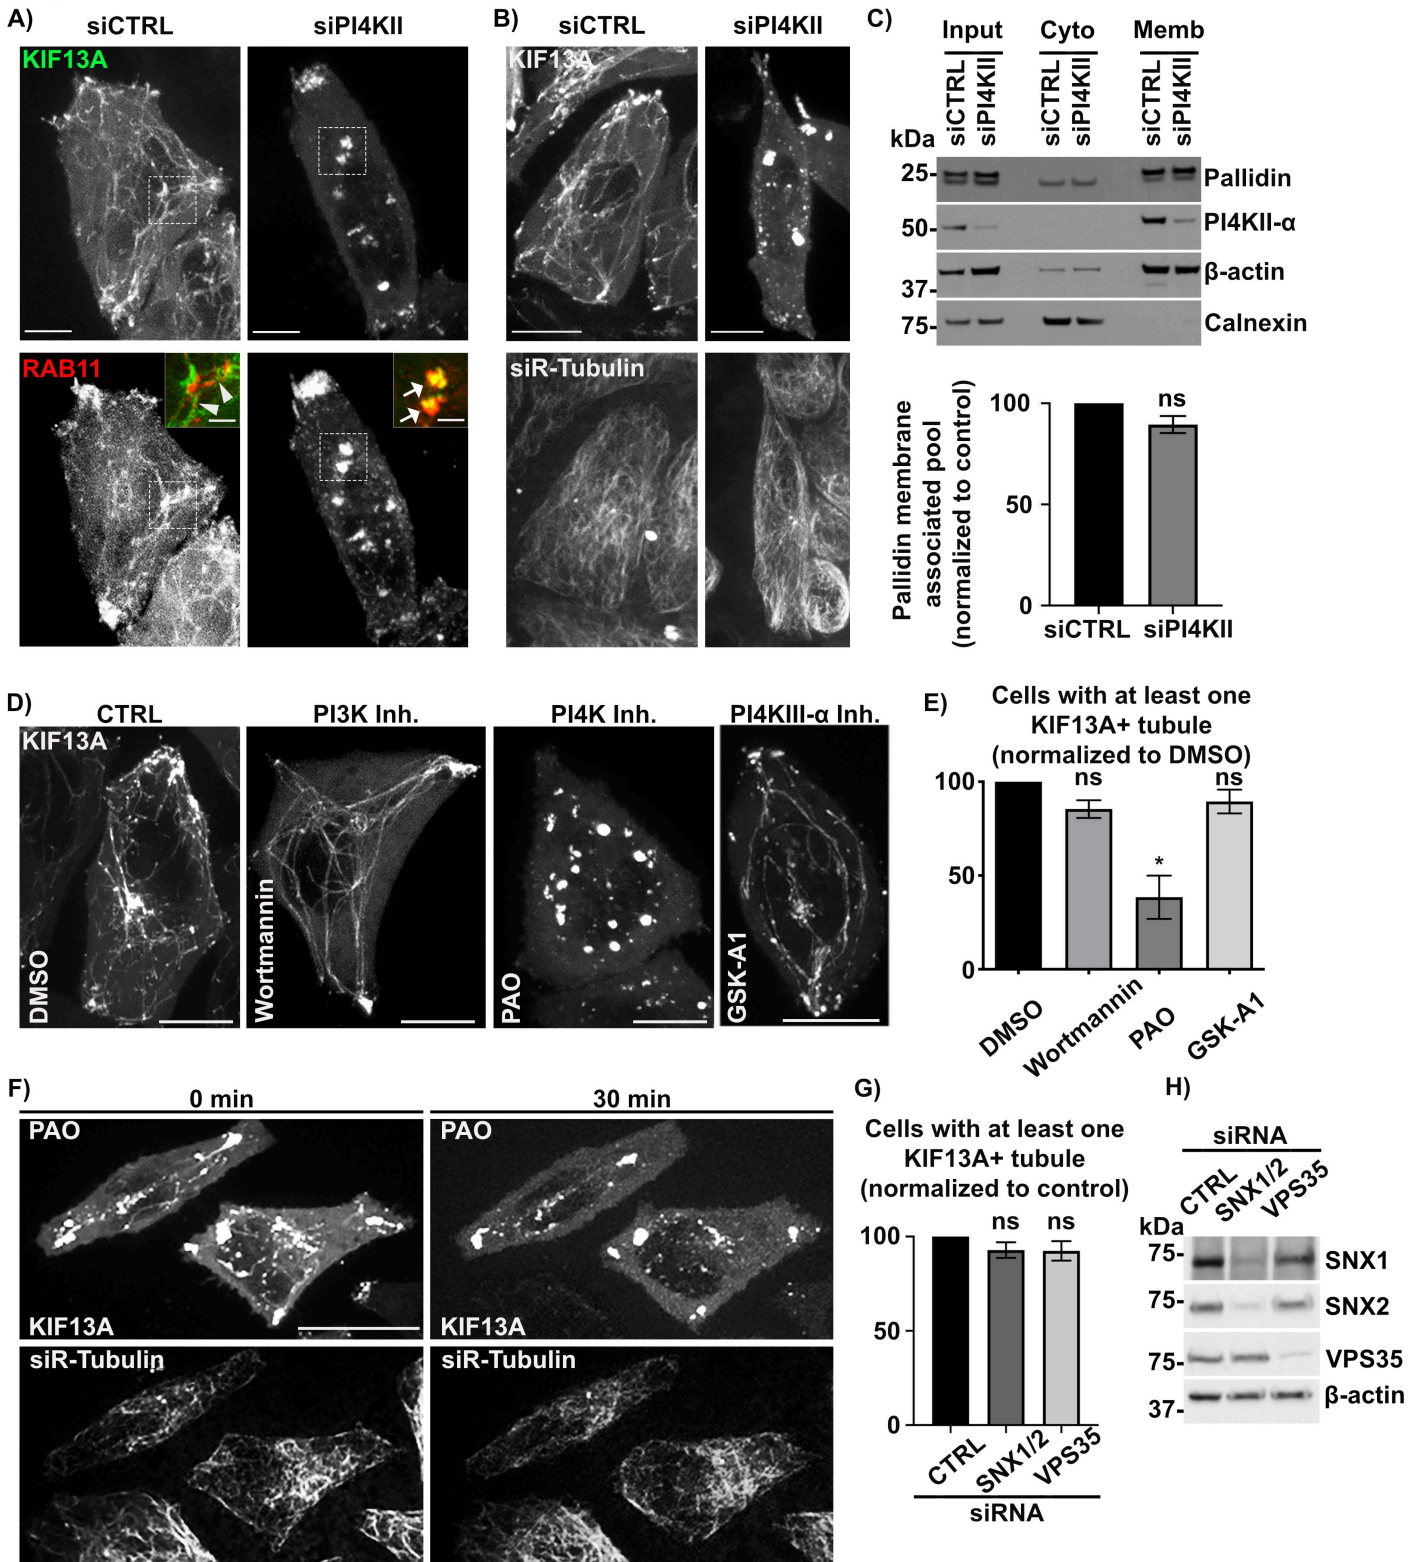 A)
siCTRL
siPI4KII
KIF13A
RAB11
B)
siCTRL
siPI4KII
KIF13A
siR-Tubulin
C)
Input
Cyto
Memb
siCTRL
siPI4KII
siCTRL
siPI4KII
siCTRL
siPI4KII
kDa
25-
Pallidin
50-
PI4KII-α
β-actin
37-
75-
Calnexin
Pallidin membrane
associated pool
(normalized to control)
100
50
0
ns
siCTRL
siPI4KII
D)
CTRL
PI3K Inh.
PI4K Inh.
PI4KIII-α Inh.
KIF13A
DMSO
Wortmannin
PAO
GSK-A1
E)
Cells with at least one
KIF13A+ tubule
(normalized to DMSO)
100
50
0
ns
*
ns
DMSO
Wortmannin
PAO
GSK-A1
F)
0 min
30 min
PAO
PAO
KIF13A
KIF13A
siR-Tubulin
siR-Tubulin
G)
Cells with at least one
KIF13A+ tubule
(normalized to control)
100
50
0
ns
ns
CTRL
SNX1/2
VPS35
siRNA
H)
siRNA
CTRL
SNX1/2
VPS35
kDa
75-
SNX1
75-
SNX2
75-
VPS35
β-actin
37-